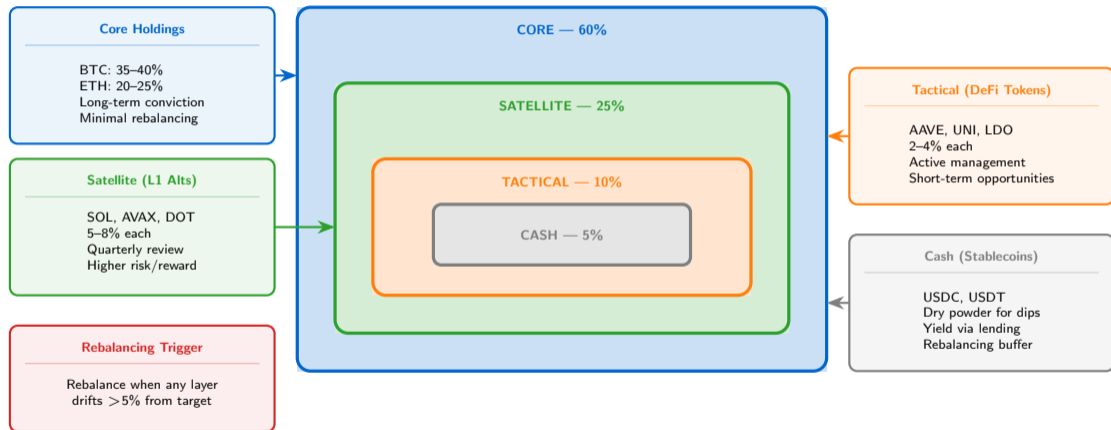 Core Holdings
BTC: 35–40%
ETH: 20–25%
Long-term conviction
Minimal rebalancing
Satellite (L1 Alts)
SOL, AVAX, DOT
5–8% each
Quarterly review
Higher risk/reward
Rebalancing Trigger
Rebalance when any layer
drifts >5% from target
CORE — 60%
SATELLITE — 25%
TACTICAL — 10%
CASH — 5%
Tactical (DeFi Tokens)
AAVE, UNI, LDO
2–4% each
Active management
Short-term opportunities
Cash (Stablecoins)
USDC, USDT
Dry powder for dips
Yield via lending
Rebalancing buffer